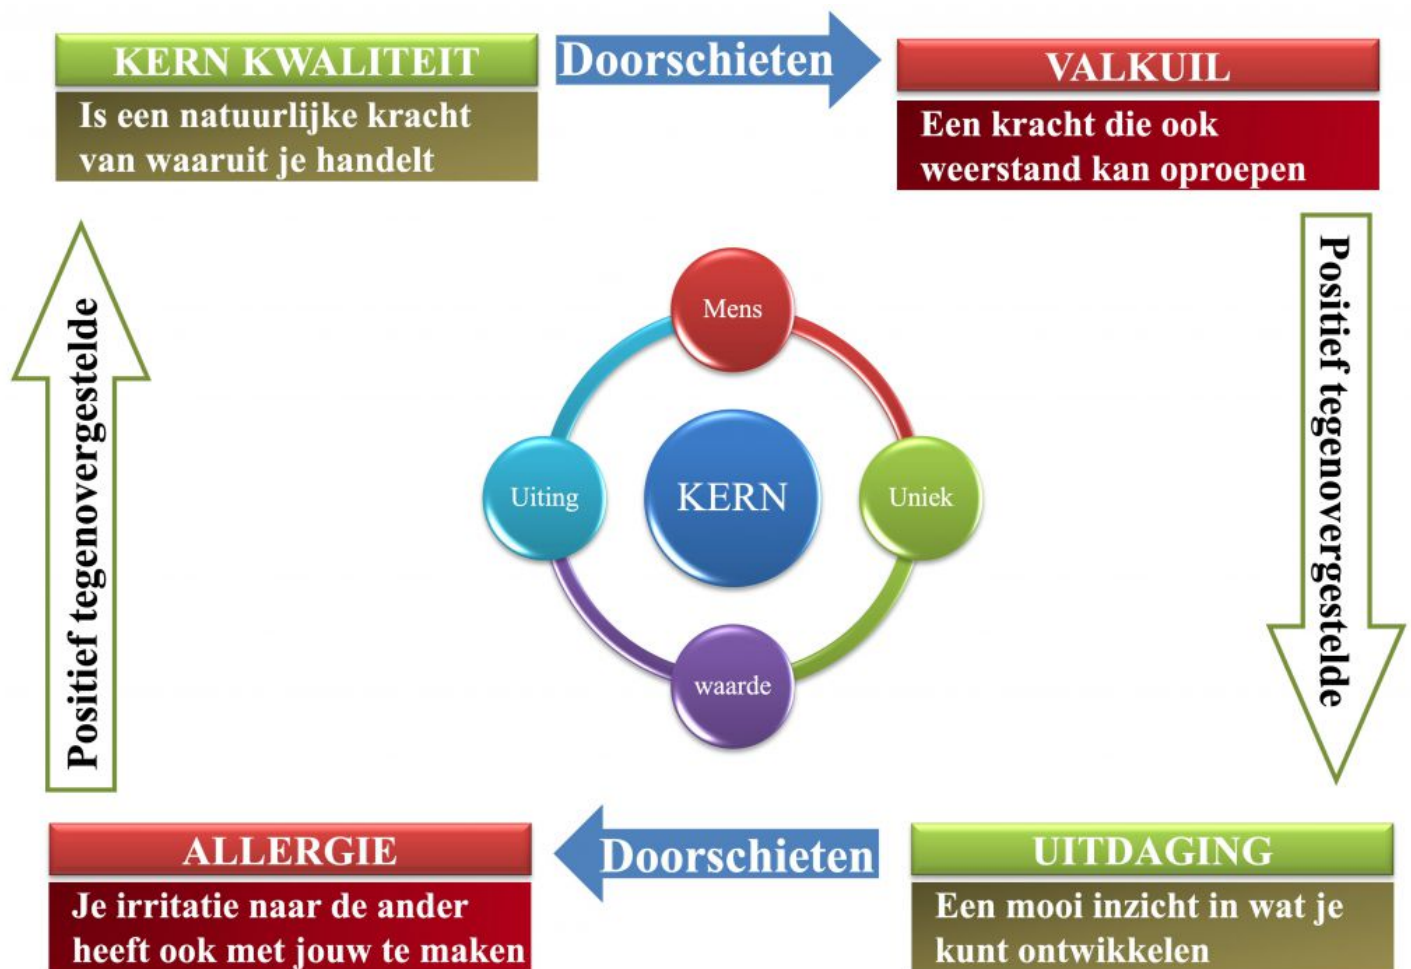 KERN KWALITEIT
Is een natuurlijke kracht
van waaruit je handelt
Doorschieten
VALKUIL
Een kracht die ook
weerstand kan oproepen
Positief tegenovergestelde
Mens
Uiting
KERN
Uniek
waarde
Positief tegenovergestelde
ALLERGIE
Je irritatie naar de ander
heeft ook met jouw te maken
Doorschieten
UITDAGING
Een mooi inzicht in wat je
kunt ontwikkelen